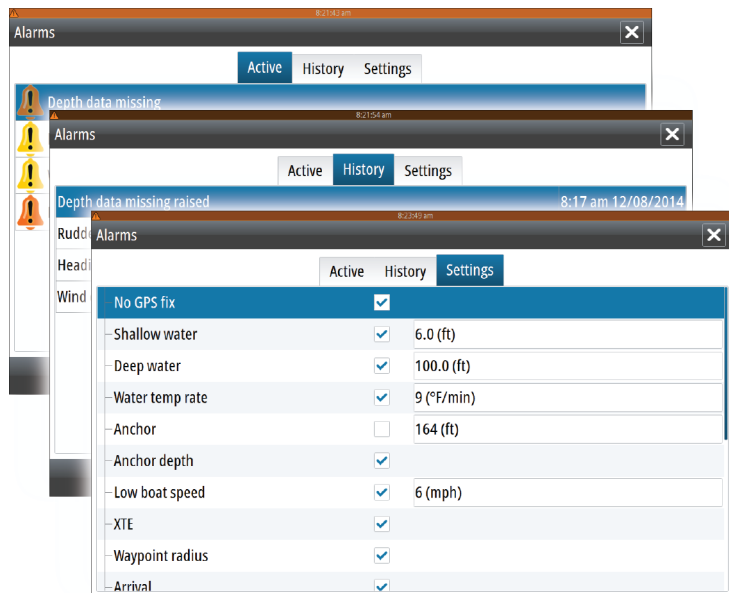 8:21:43 am
Alarms
Active History Settings
Depth data missing
8:21:54 am
Alarms
Active History Settings
Depth data missing raised 8:17 am 12/08/2014
Headi
Wind
8:23:49 am
Alarms
Active History Settings
No GPS fix
Shallow water 6.0 (ft)
Deep water 100.0 (ft)
Water temp rate 9 (°F/min)
Anchor 164 (ft)
Anchor depth
Low boat speed 6 (mph)
XTE
Waypoint radius
Arrival